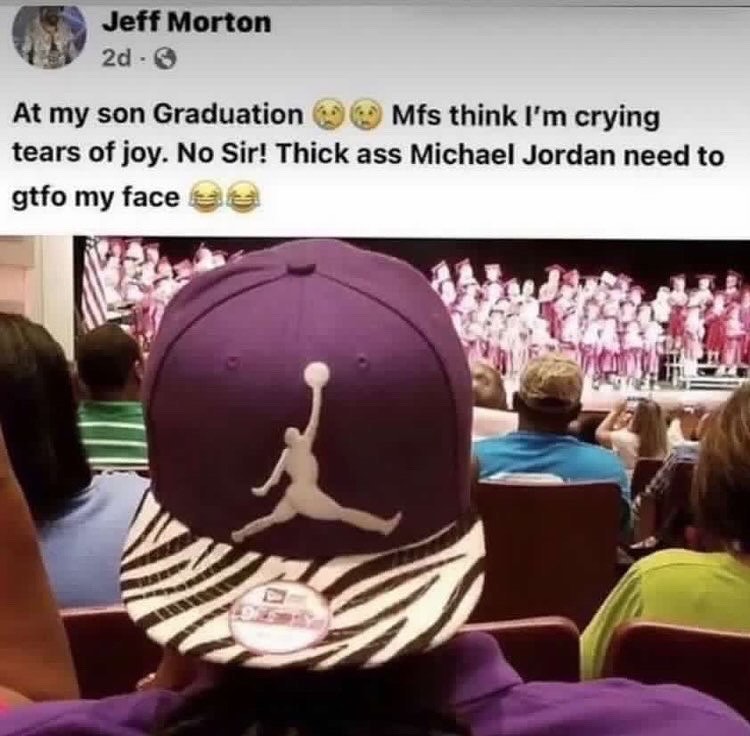 Jeff Morton
2d ·
At my son Graduation 😢😢 Mfs think I'm crying
tears of joy. No Sir! Thick ass Michael Jordan need to
gtfo my face 😂😂